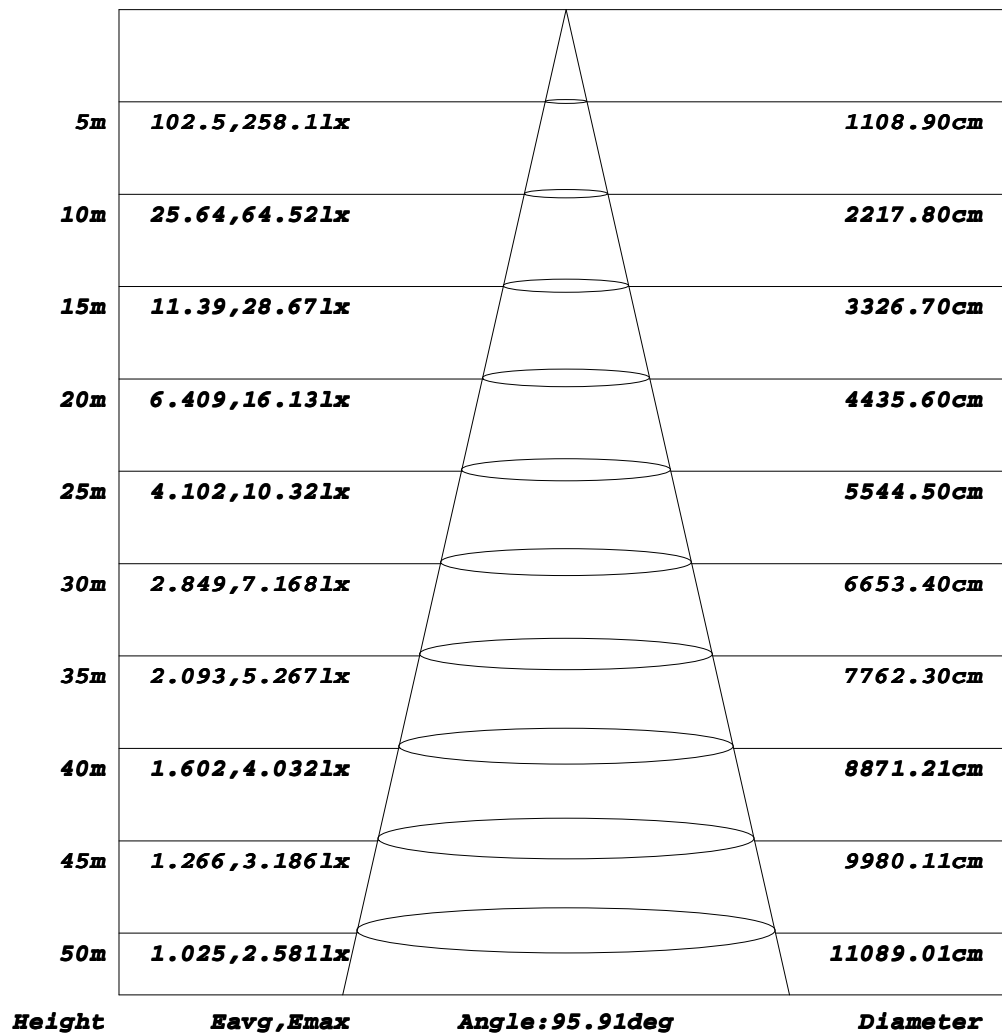 5m 102.5,258.1lx 1108.90cm
10m 25.64,64.52lx 2217.80cm
15m 11.39,28.67lx 3326.70cm
20m 6.409,16.13lx 4435.60cm
25m 4.102,10.32lx 5544.50cm
30m 2.849,7.168lx 6653.40cm
35m 2.093,5.267lx 7762.30cm
40m 1.602,4.032lx 8871.21cm
45m 1.266,3.186lx 9980.11cm
50m 1.025,2.581lx 11089.01cm
Height Eavg,Emax Angle:95.91deg Diameter